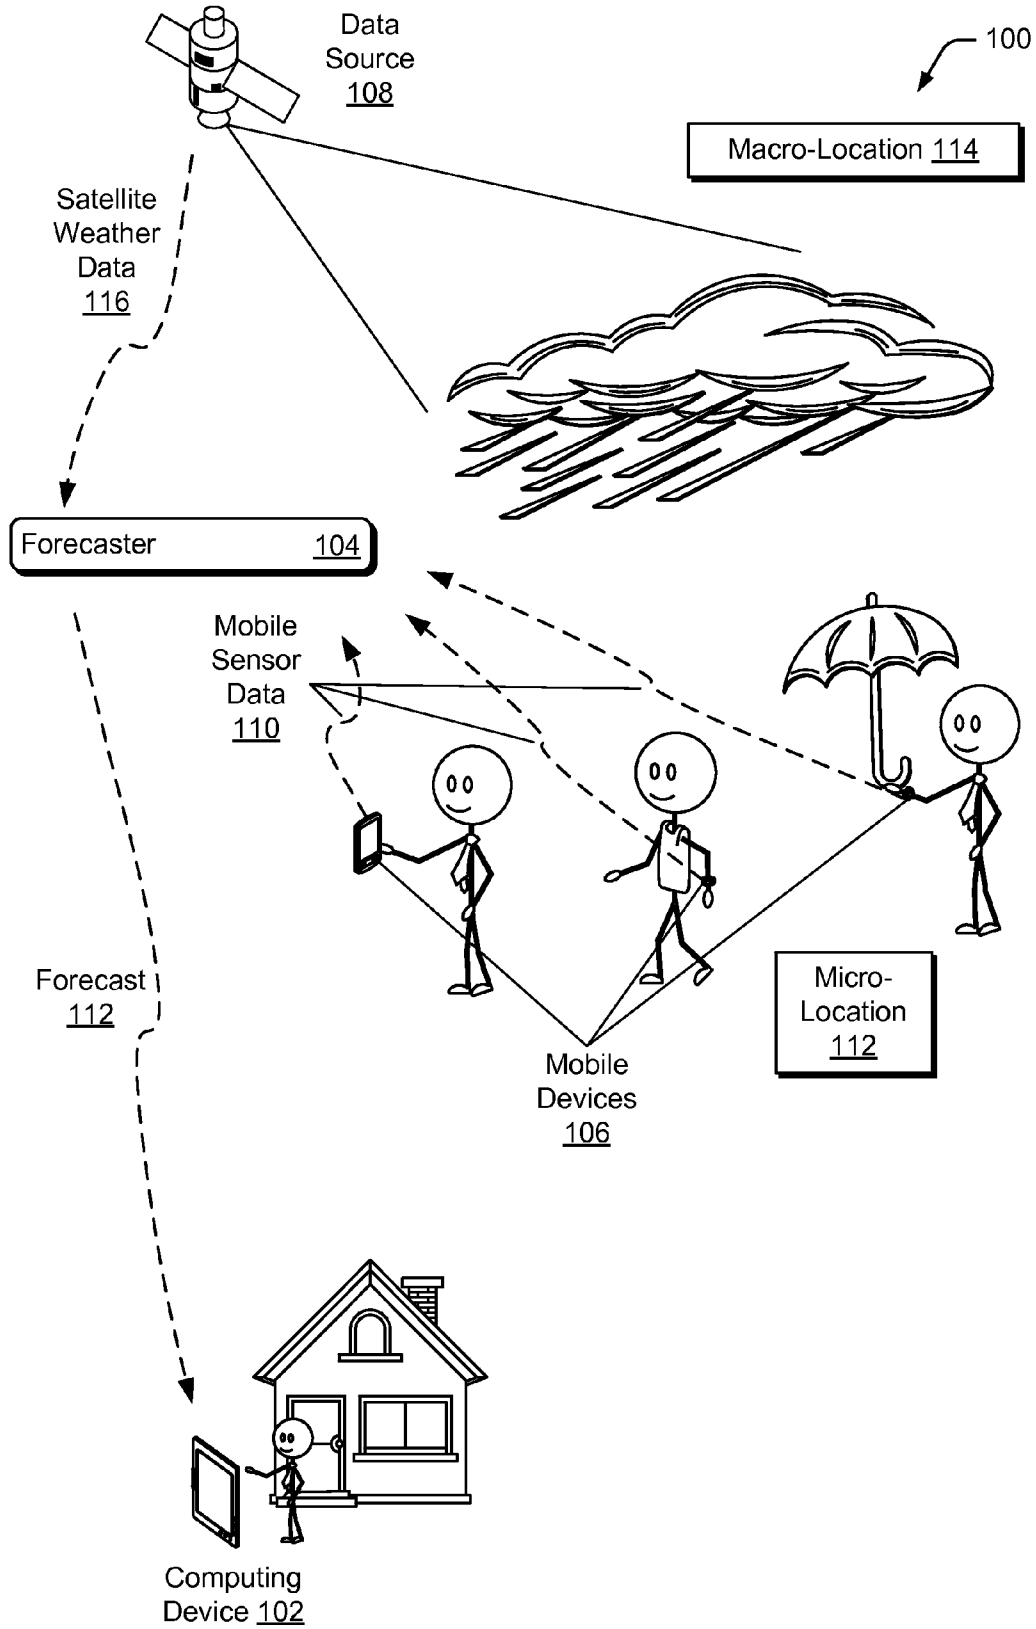 Data
Source
108
100
Macro-Location 114
Satellite
Weather
Data
116
Forecaster 104
Mobile
Sensor
Data
110
Forecast
112
Micro-
Location
112
Mobile
Devices
106
Computing
Device 102